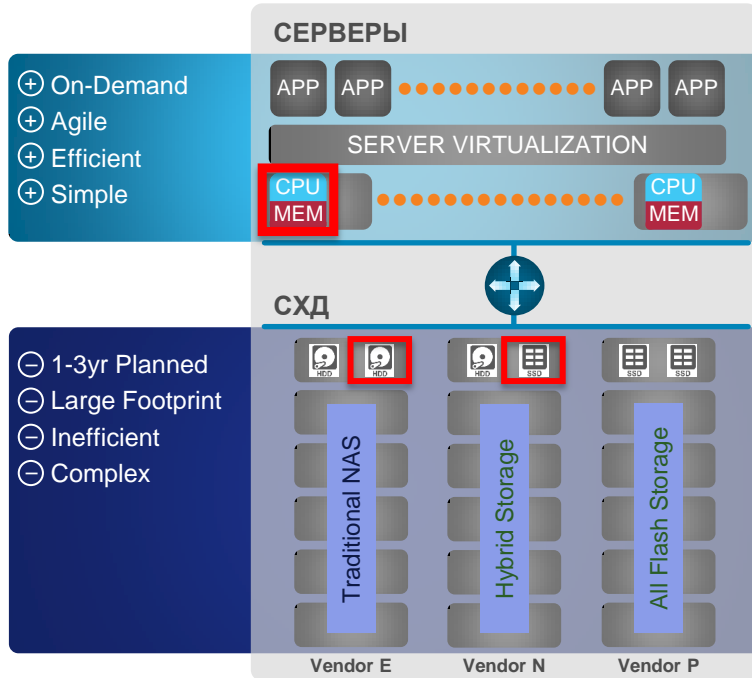 СЕРВЕРЫ
On-Demand
Agile
Efficient
Simple
APP APP APP APP
SERVER VIRTUALIZATION
CPU CPU
MEM MEM
СХД
1-3yr Planned
Large Footprint
Inefficient
Complex
HDD HDD HDD SSD SSD SSD
Traditional NAS
Hybrid Storage
All Flash Storage
Vendor E Vendor N Vendor P